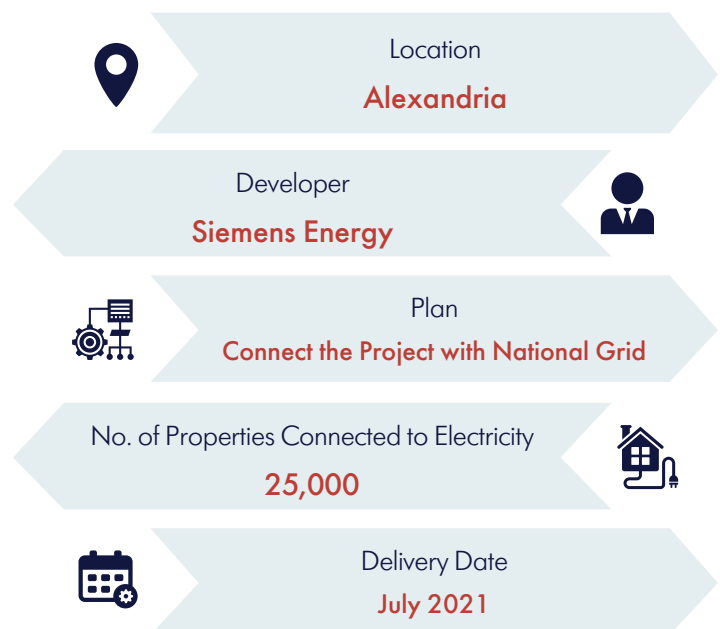 Location
Alexandria
Developer
Siemens Energy
Plan
Connect the Project with National Grid
No. of Properties Connected to Electricity
25,000
Delivery Date
July 2021